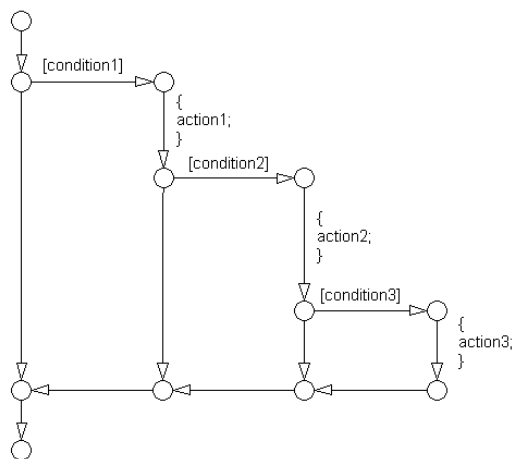 [condition1]
{
action1;
}
[condition2]
{
action2;
}
[condition3]
{
action3;
}